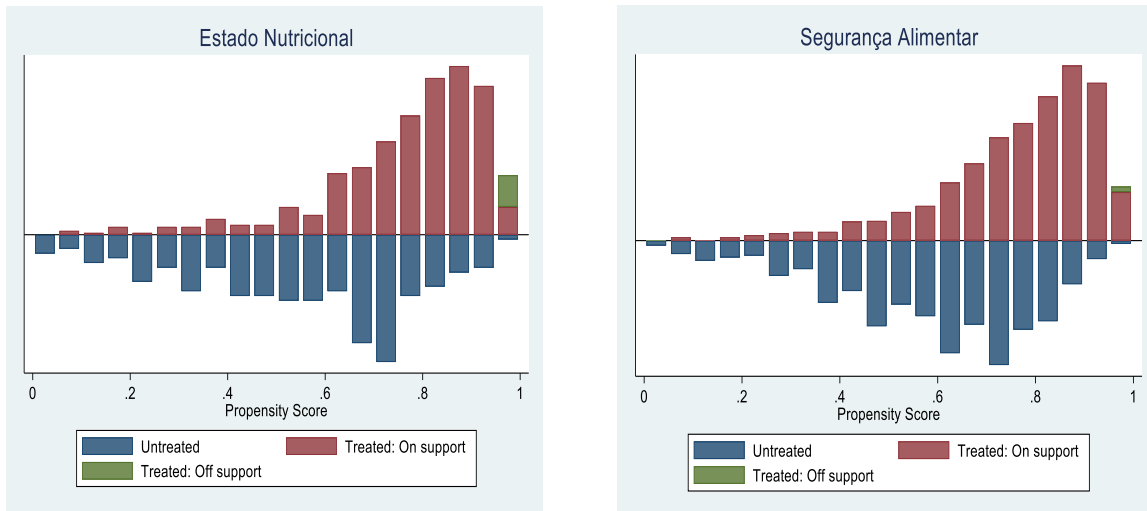 Estado Nutricional
0 .2 .4 .6 .8 1
Propensity Score
Untreated Treated: On support
Treated: Off support
Segurança Alimentar
0 .2 .4 .6 .8 1
Propensity Score
Untreated Treated: On support
Treated: Off support